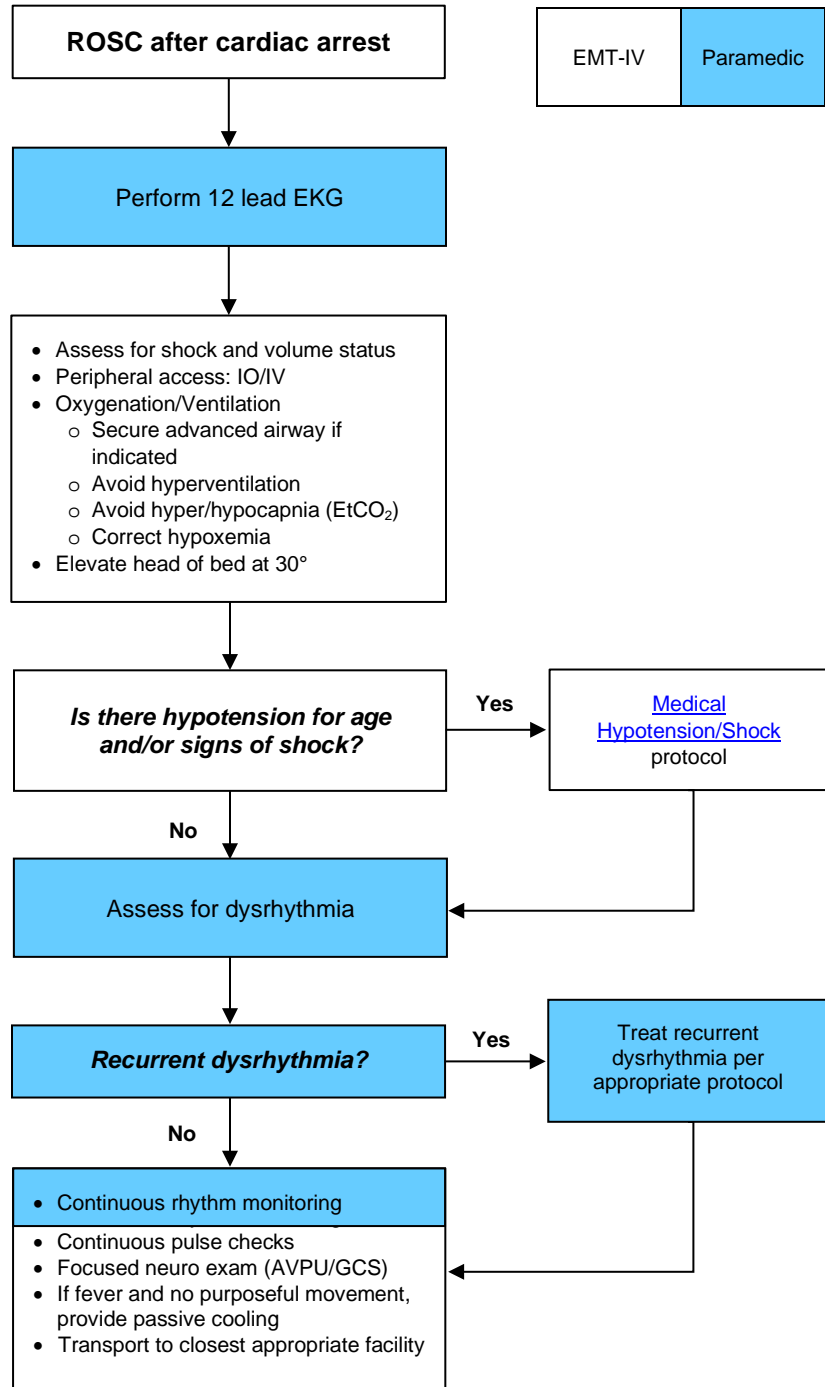 ROSC after cardiac arrest
EMT-IV
Paramedic
Perform 12 lead EKG
• Assess for shock and volume status
• Peripheral access: IO/IV
• Oxygenation/Ventilation
o Secure advanced airway if
indicated
o Avoid hyperventilation
o Avoid hyper/hypocapnia (EtCO₂)
o Correct hypoxemia
• Elevate head of bed at 30°
Is there hypotension for age
and/or signs of shock?
Yes
Medical
Hypotension/Shock
protocol
No
Assess for dysrhythmia
Recurrent dysrhythmia?
Yes
Treat recurrent
dysrhythmia per
appropriate protocol
No
• Continuous rhythm monitoring
• Continuous pulse checks
• Focused neuro exam (AVPU/GCS)
• If fever and no purposeful movement,
provide passive cooling
• Transport to closest appropriate facility